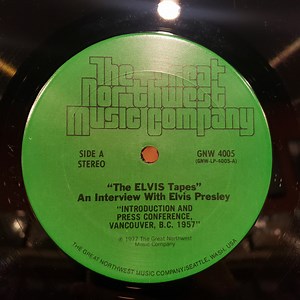 The Great
Northwest
Music Company
SIDE A
STEREO
GNW 4005
(GNW-LP-4005-A)
"The ELVIS Tapes"
An Interview With Elvis Presley
"INTRODUCTION AND
PRESS CONFERENCE,
VANCOUVER, B.C. 1957"
℗ 1977 The Great Northwest
Music Company
THE GREAT NORTHWEST MUSIC COMPANY/SEATTLE, WASH. USA